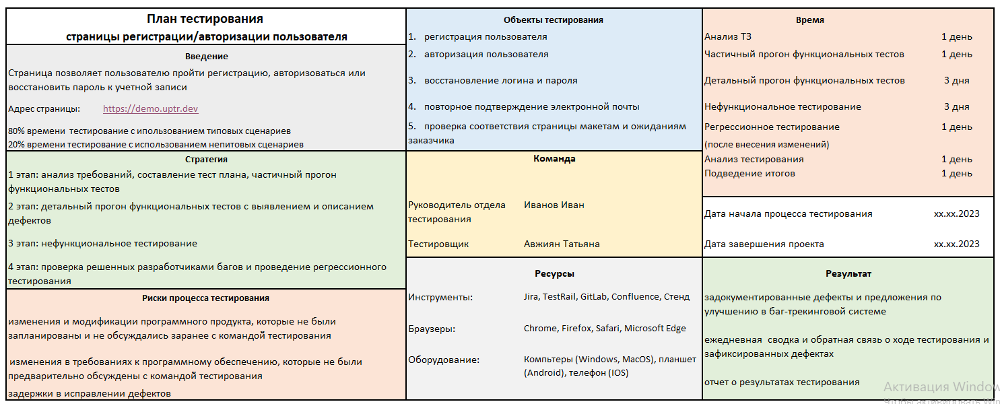 План тестирования
страницы регистрации/авторизации пользователя
Введение
Страница позволяет пользователю пройти регистрацию, авторизоваться или
восстановить пароль к учетной записи
Адрес страницы: https://demo.uptr.dev
80% времени тестирование с ипользованием типовых сценариев
20% времени тестирование с использованием непитовых сценариев
Стратегия
1 этап: анализ требований, составление тест плана, частичный прогон
функциональных тестов
2 этап: детальный прогон функциональных тестов с выявлением и описанием
дефектов
3 этап: нефункциональное тестирование
4 этап: проверка решенных разработчиками багов и проведение регрессионного
тестирования
Риски процесса тестирования
изменения и модификации программного продукта, которые не были
запланированы и не обсуждались заранее с командой тестирования
изменения в требованиях к программному обеспечению, которые не были
предварительно обсуждены с командой тестирования
задержки в исправлении дефектов
Объекты тестирования
1. регистрация пользователя
2. авторизация пользователя
3. восстановление логина и пароля
4. повторное подтверждение электронной почты
5. проверка соответствия страницы макетам и ожиданиям
заказчика
Команда
Руководитель отдела Иванов Иван
тестирования
Тестировщик Авжиян Татьяна
Ресурсы
Инструменты: Jira, TestRail, GitLab, Confluence, Стенд
Браузеры: Chrome, Firefox, Safari, Microsoft Edge
Оборудование: Компьтеры (Windows, MacOS), планшет
(Android), телефон (IOS)
Время
Анализ ТЗ 1 день
Частичный прогон функциональных тестов 1 день
Детальный прогон функциональных тестов 3 дня
Нефункциональное тестирование 3 дня
Регрессионное тестирование 1 день
(после внесения изменений)
Анализ тестирования 1 день
Подведение итогов 1 день
Дата начала процесса тестирования xx.xx.2023
Дата завершения проекта xx.xx.2023
Результат
задокументированные дефекты и предложения по
улучшению в баг-трекинговой системе
ежедневная сводка и обратная связь о ходе тестирования и
зафиксированных дефектах
отчет о результатах тестирования
Активация Window